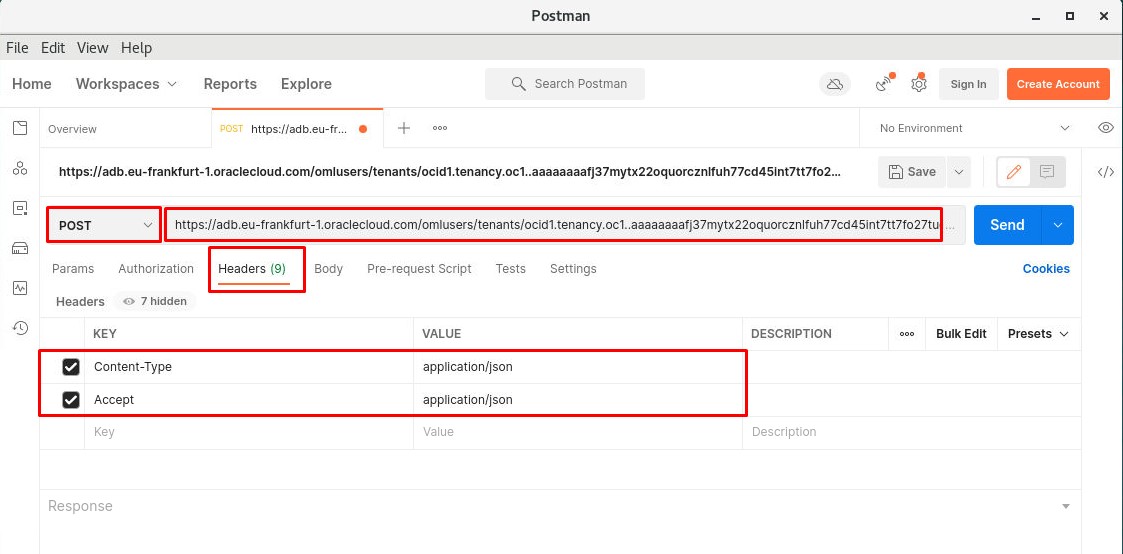 Postman
File Edit View Help
Home Workspaces Reports Explore Search Postman Sign In Create Account
Overview POST https://adb.eu-fr... No Environment
https://adb.eu-frankfurt-1.oraclecloud.com/omlusers/tenants/ocid1.tenancy.oc1..aaaaaaaafj37mytx22oquorcznlfuh77cd45int7tt7fo2... Save
POST https://adb.eu-frankfurt-1.oraclecloud.com/omlusers/tenants/ocid1.tenancy.oc1..aaaaaaaafj37mytx22oquorcznlfuh77cd45int7tt7fo27tu... Send
Params Authorization Headers (9) Body Pre-request Script Tests Settings Cookies
Headers 7 hidden
KEY VALUE DESCRIPTION Bulk Edit Presets
Content-Type application/json
Accept application/json
Key Value Description
Response